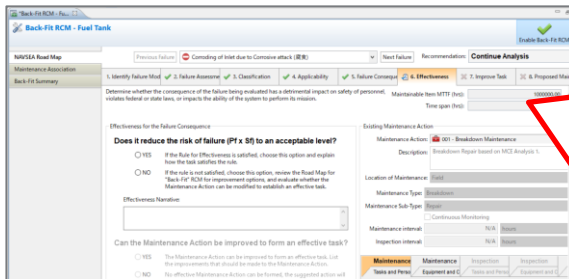 "Back-Fit RCM - Fu...
Back-Fit RCM - Fuel Tank
Enable Back-Fit RCM
NAVSEA Road Map
Maintenance Association
Back-Fit Summary
Previous failure
Corroding of Inlet due to Corrosive attack (腐食)
Next failure
Recommendation:
Continue Analysis
1. Identify Failure Mod
2. Failure Assessme
3. Classification
4. Applicability
5. Failure Consequ
6. Effectiveness
7. Improve Task
8. Proposed Mai
Determine whether the consequence of the failure being evaluated has a detrimental impact on safety of personnel,
violates federal or state laws, or impacts the ability of the system to perform its mission.
Maintainable Item MTTF (hrs):
1000000.00
Time span (hrs):
Effectiveness for the Failure Consequence
Does it reduce the risk of failure (Pf x Sf) to an acceptable level?
YES
If the Rule for Effectiveness is satisfied, choose this option and explain
how the task satisfies the rule.
NO
If the rule is not satisfied, choose this option, review the Road Map for
"Back-Fit" RCM for improvement options, and evaluate whether the
Maintenance Action can be modified to establish an effective task.
Effectiveness Narrative:
Can the Maintenance Action be improved to form an effective task?
YES
The Maintenance Action can be improved to form an effective task. List
the improvements that should be made to the Maintenance Action.
NO
No effective Maintenance Action can be formed, the suggested action will
Existing Maintenance Action
Maintenance Action:
001 - Breakdown Maintenance
Description:
Breakdown Repair based on MCE Analysis 1.
Location of Maintenance:
Field
Maintenance Type:
Breakdown
Maintenance Sub-Type:
Repair
Continuous Monitoring
Maintenance interval:
N/A
hours
Inspection interval:
N/A
hours
Maintenance
Maintenance
Inspection
Inspection
Tasks and Perso
Equipment and C
Tasks and Perso
Equipment and C